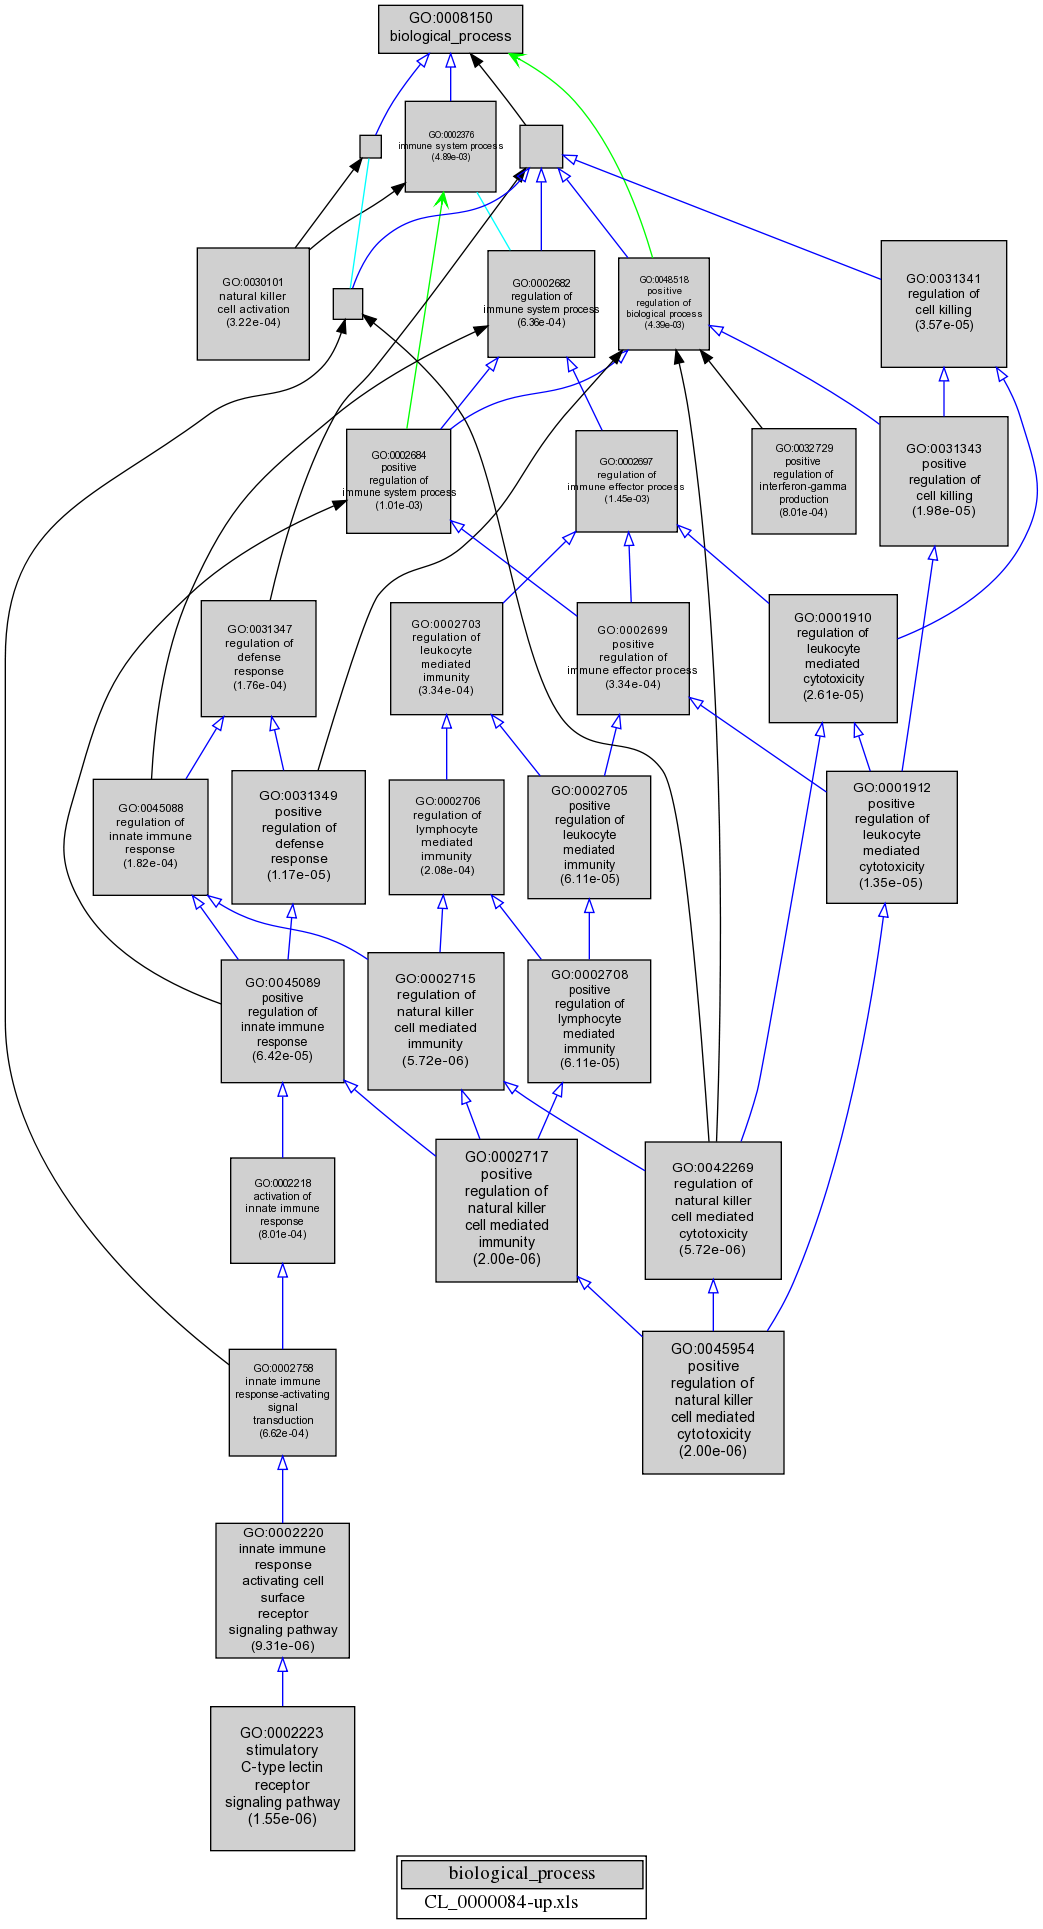 GO:0008150
biological_process
GO:0002376
immune system process
(4.89e-03)
GO:0030101
natural killer
cell activation
(3.22e-04)
GO:0002682
regulation of
immune system process
(6.36e-04)
GO:0048518
positive
regulation of
biological process
(4.39e-03)
GO:0031341
regulation of
cell killing
(3.57e-05)
GO:0002684
positive
regulation of
immune system process
(1.01e-03)
GO:0002697
regulation of
immune effector process
(1.45e-03)
GO:0032729
positive
regulation of
interferon-gamma
production
(8.01e-04)
GO:0031343
positive
regulation of
cell killing
(1.98e-05)
GO:0031347
regulation of
defense
response
(1.76e-04)
GO:0002703
regulation of
leukocyte
mediated
immunity
(3.34e-04)
GO:0002699
positive
regulation of
immune effector process
(3.34e-04)
GO:0001910
regulation of
leukocyte
mediated
cytotoxicity
(2.61e-05)
GO:0045088
regulation of
innate immune
response
(1.82e-04)
GO:0031349
positive
regulation of
defense
response
(1.17e-05)
GO:0002706
regulation of
lymphocyte
mediated
immunity
(2.08e-04)
GO:0002705
positive
regulation of
leukocyte
mediated
immunity
(6.11e-05)
GO:0001912
positive
regulation of
leukocyte
mediated
cytotoxicity
(1.35e-05)
GO:0045089
positive
regulation of
innate immune
response
(6.42e-05)
GO:0002715
regulation of
natural killer
cell mediated
immunity
(5.72e-06)
GO:0002708
positive
regulation of
lymphocyte
mediated
immunity
(6.11e-05)
GO:0002218
activation of
innate immune
response
(8.01e-04)
GO:0002717
positive
regulation of
natural killer
cell mediated
immunity
(2.00e-06)
GO:0042269
regulation of
natural killer
cell mediated
cytotoxicity
(5.72e-06)
GO:0002758
innate immune
response-activating
signal
transduction
(6.62e-04)
GO:0045954
positive
regulation of
natural killer
cell mediated
cytotoxicity
(2.00e-06)
GO:0002220
innate immune
response
activating cell
surface
receptor
signaling pathway
(9.31e-06)
GO:0002223
stimulatory
C-type lectin
receptor
signaling pathway
(1.55e-06)
biological_process
CL_0000084-up.xls